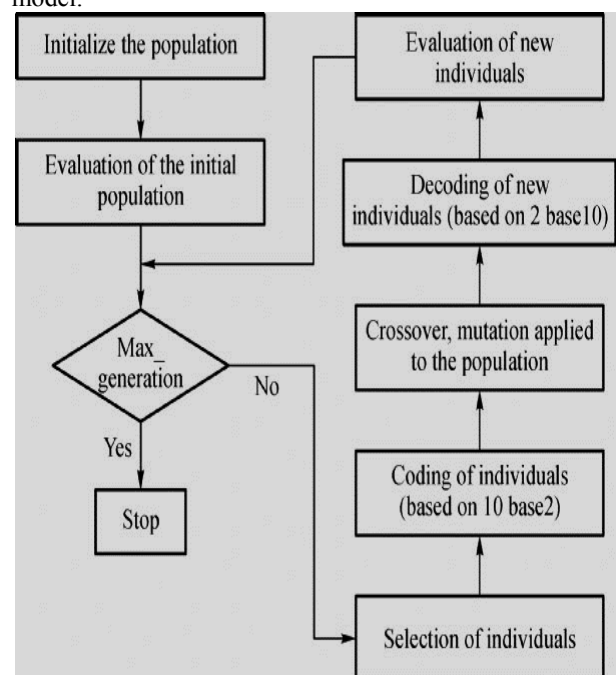 model.
Initialize the population
Evaluation of the initial
population
Max_
generation
No
Yes
Stop
Evaluation of new
individuals
Decoding of new
individuals (based on 2 base10)
Crossover, mutation applied
to the population
Coding of individuals
(based on 10 base2)
Selection of individuals